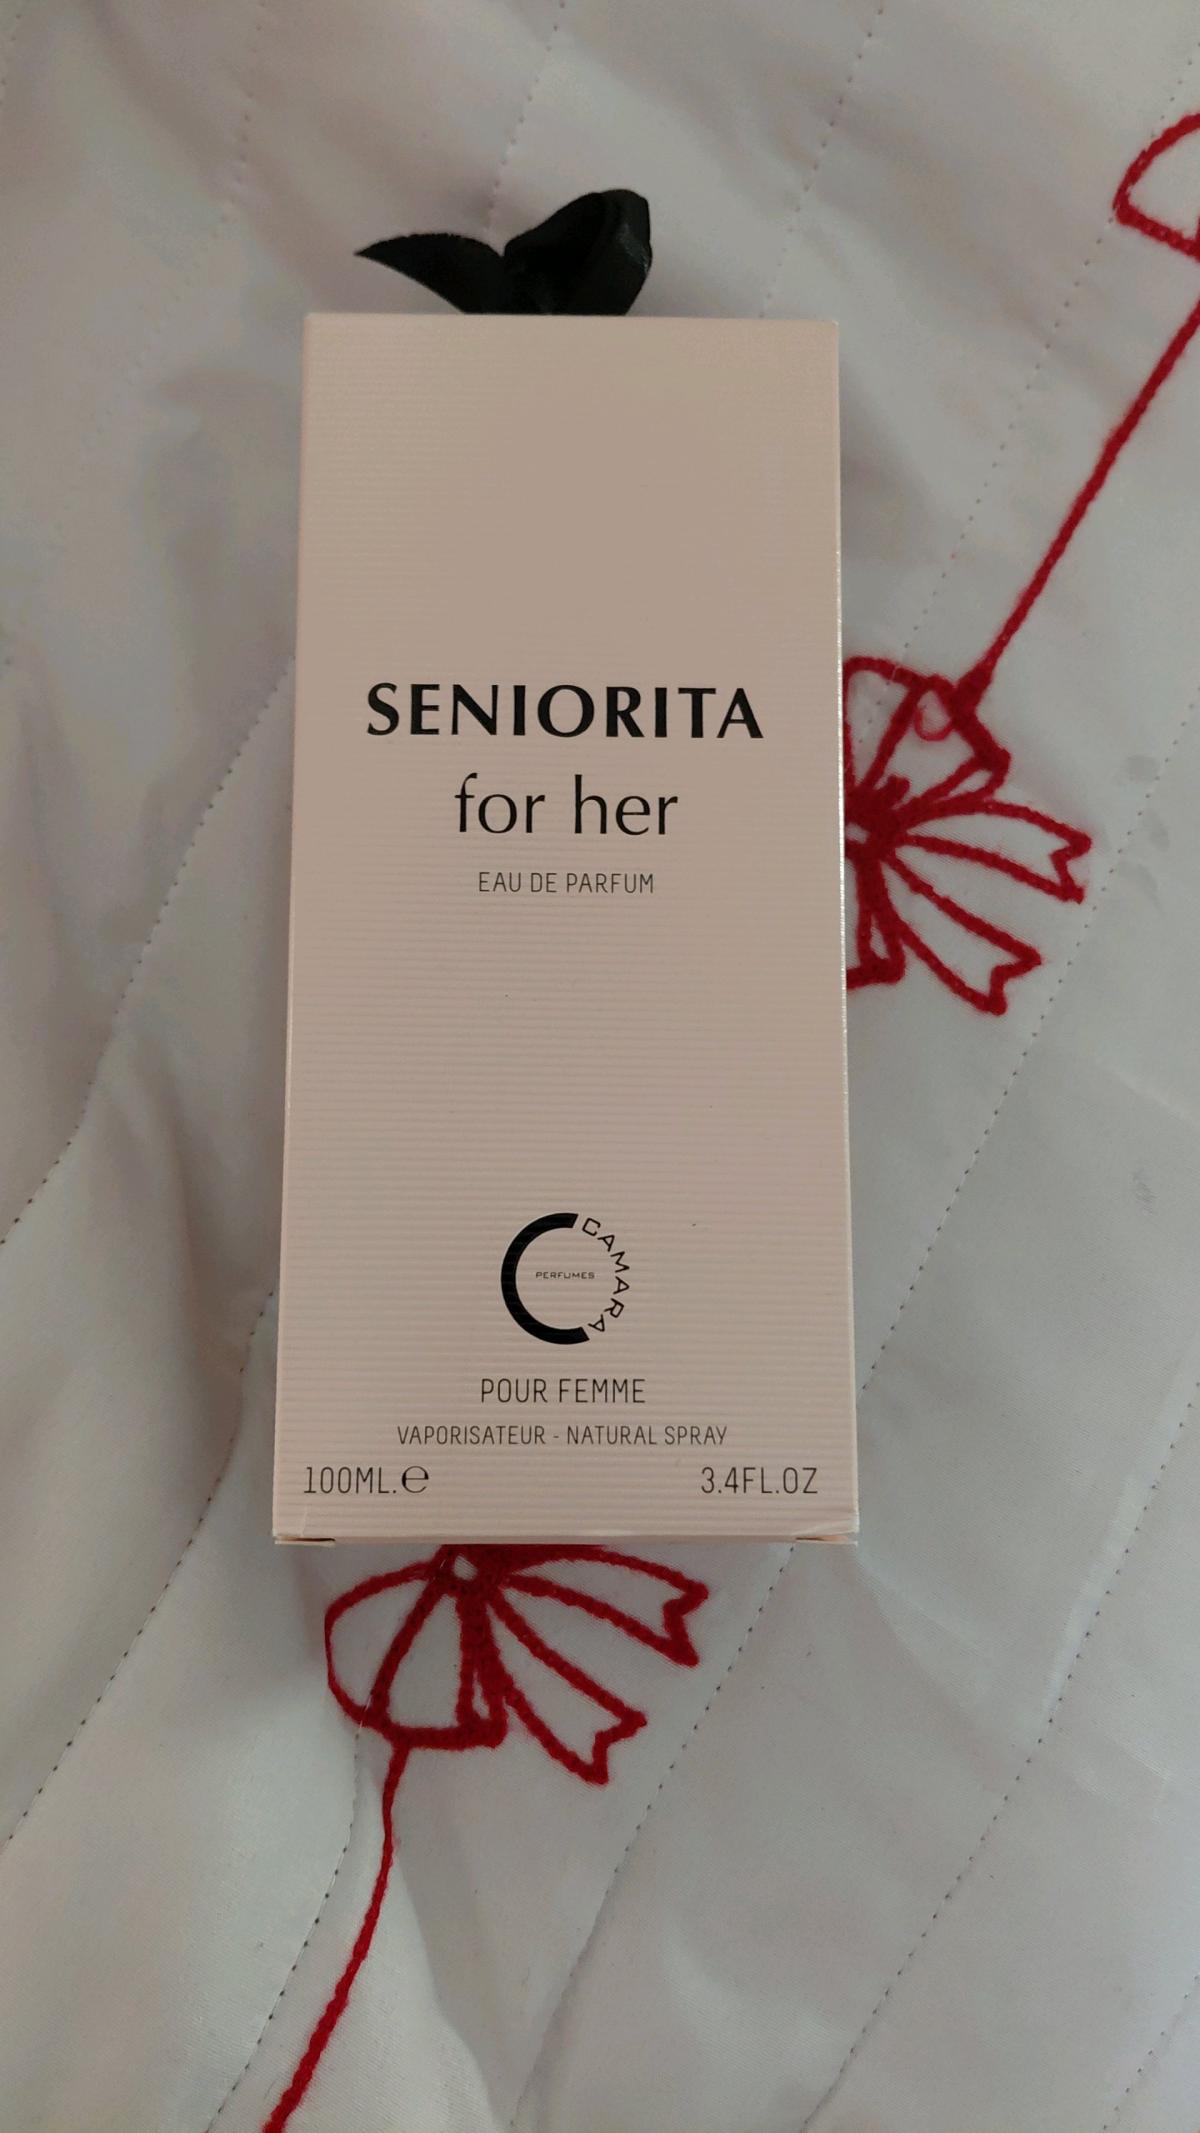 SENIORITA
for her
EAU DE PARFUM
CAMARA
PERFUMES
POUR FEMME
VAPORISATEUR - NATURAL SPRAY
100ML.℮ 3.4FL.OZ